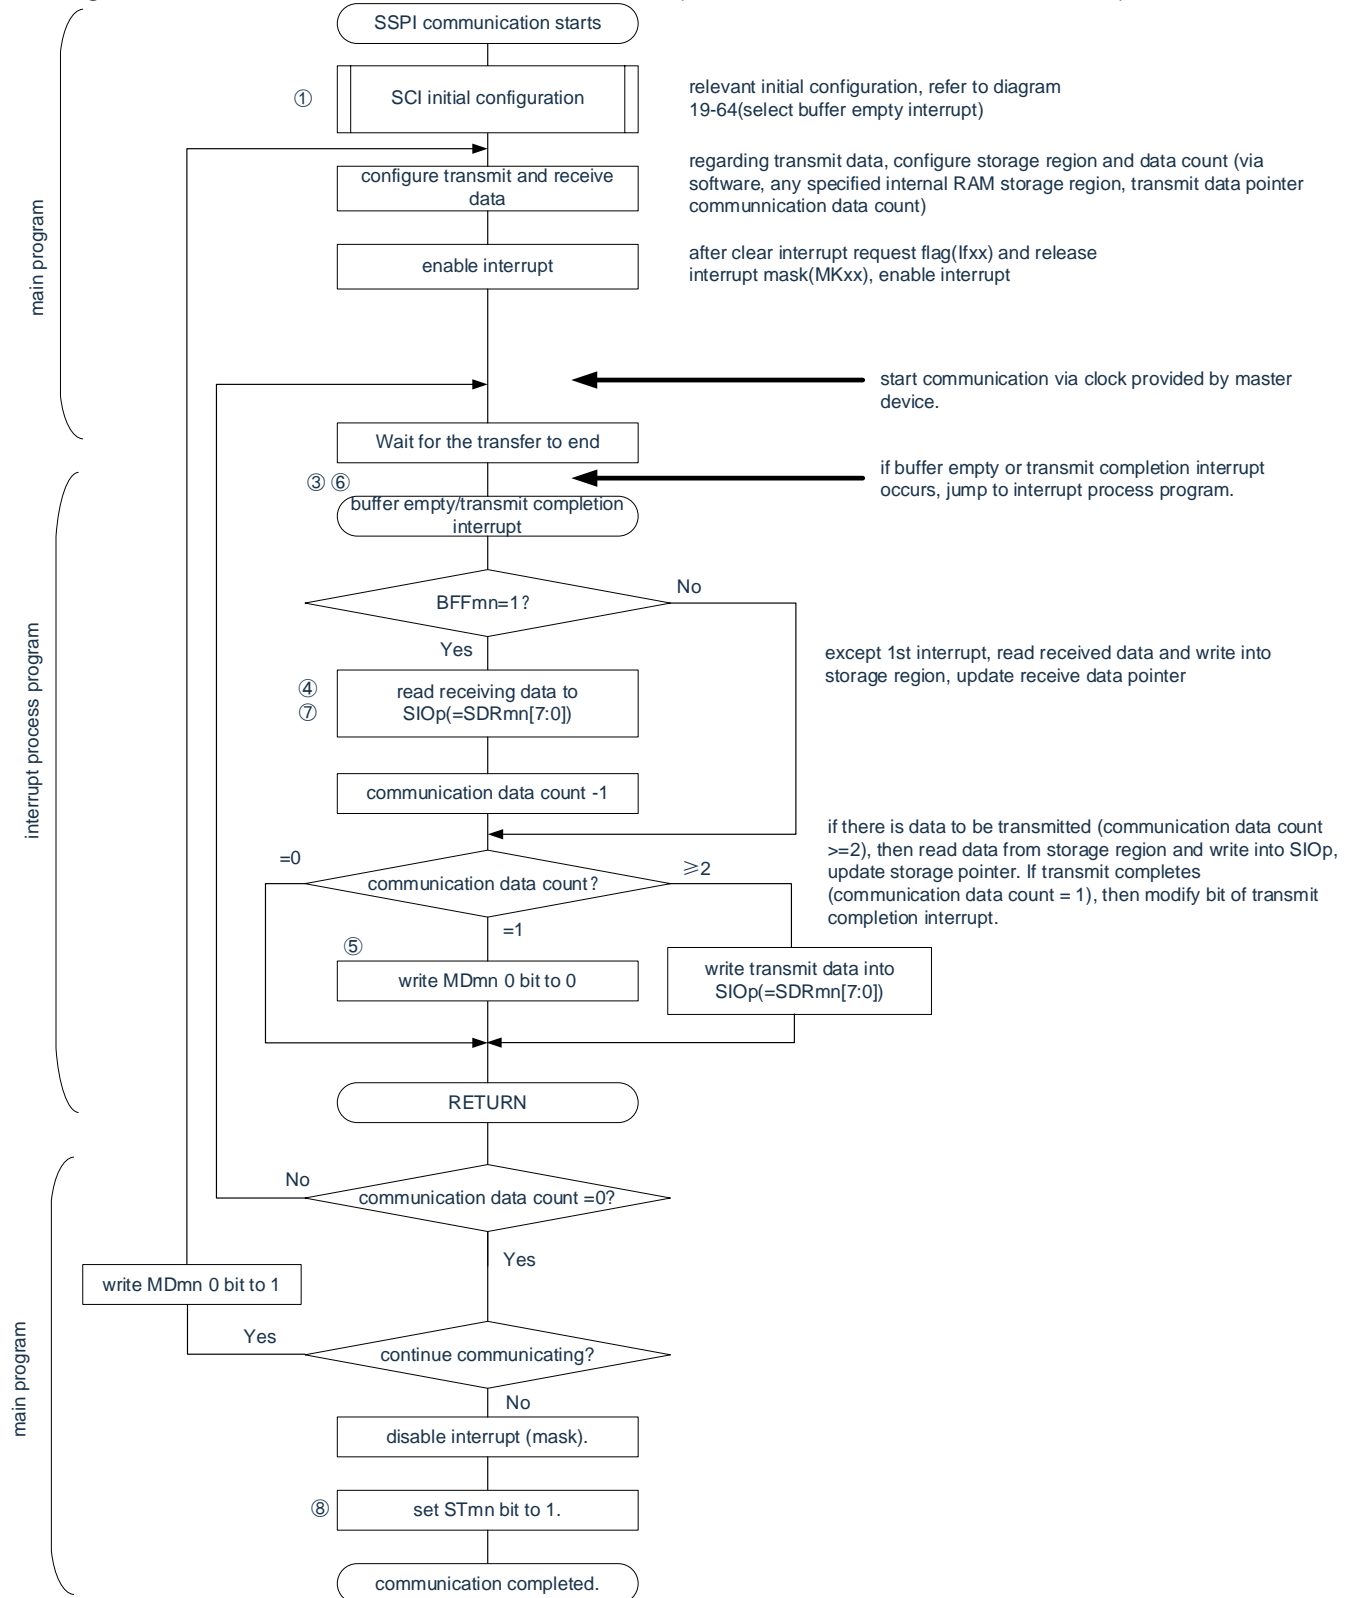 SSPI communication starts
①
SCI initial configuration
relevant initial configuration, refer to diagram
19-64(select buffer empty interrupt)
configure transmit and receive
data
regarding transmit data, configure storage region and data count (via
software, any specified internal RAM storage region, transmit data pointer
communnication data count)
main program
enable interrupt
after clear interrupt request flag(Ifxx) and release
interrupt mask(MKxx), enable interrupt
start communication via clock provided by master
device.
Wait for the transfer to end
③ ⑥
if buffer empty or transmit completion interrupt
occurs, jump to interrupt process program.
buffer empty/transmit completion
interrupt
BFFmn=1?
No
Yes
interrupt process program
except 1st interrupt, read received data and write into
storage region, update receive data pointer
④
⑦
read receiving data to
SIOp(=SDRmn[7:0])
communication data count -1
if there is data to be transmitted (communication data count
>=2), then read data from storage region and write into SIOp,
update storage pointer. If transmit completes
(communication data count = 1), then modify bit of transmit
completion interrupt.
=0
communication data count?
≥2
=1
⑤
write MDmn 0 bit to 0
write transmit data into
SIOp(=SDRmn[7:0])
RETURN
No
communication data count =0?
Yes
write MDmn 0 bit to 1
Yes
continue communicating?
No
main program
disable interrupt (mask).
⑧
set STmn bit to 1.
communication completed.